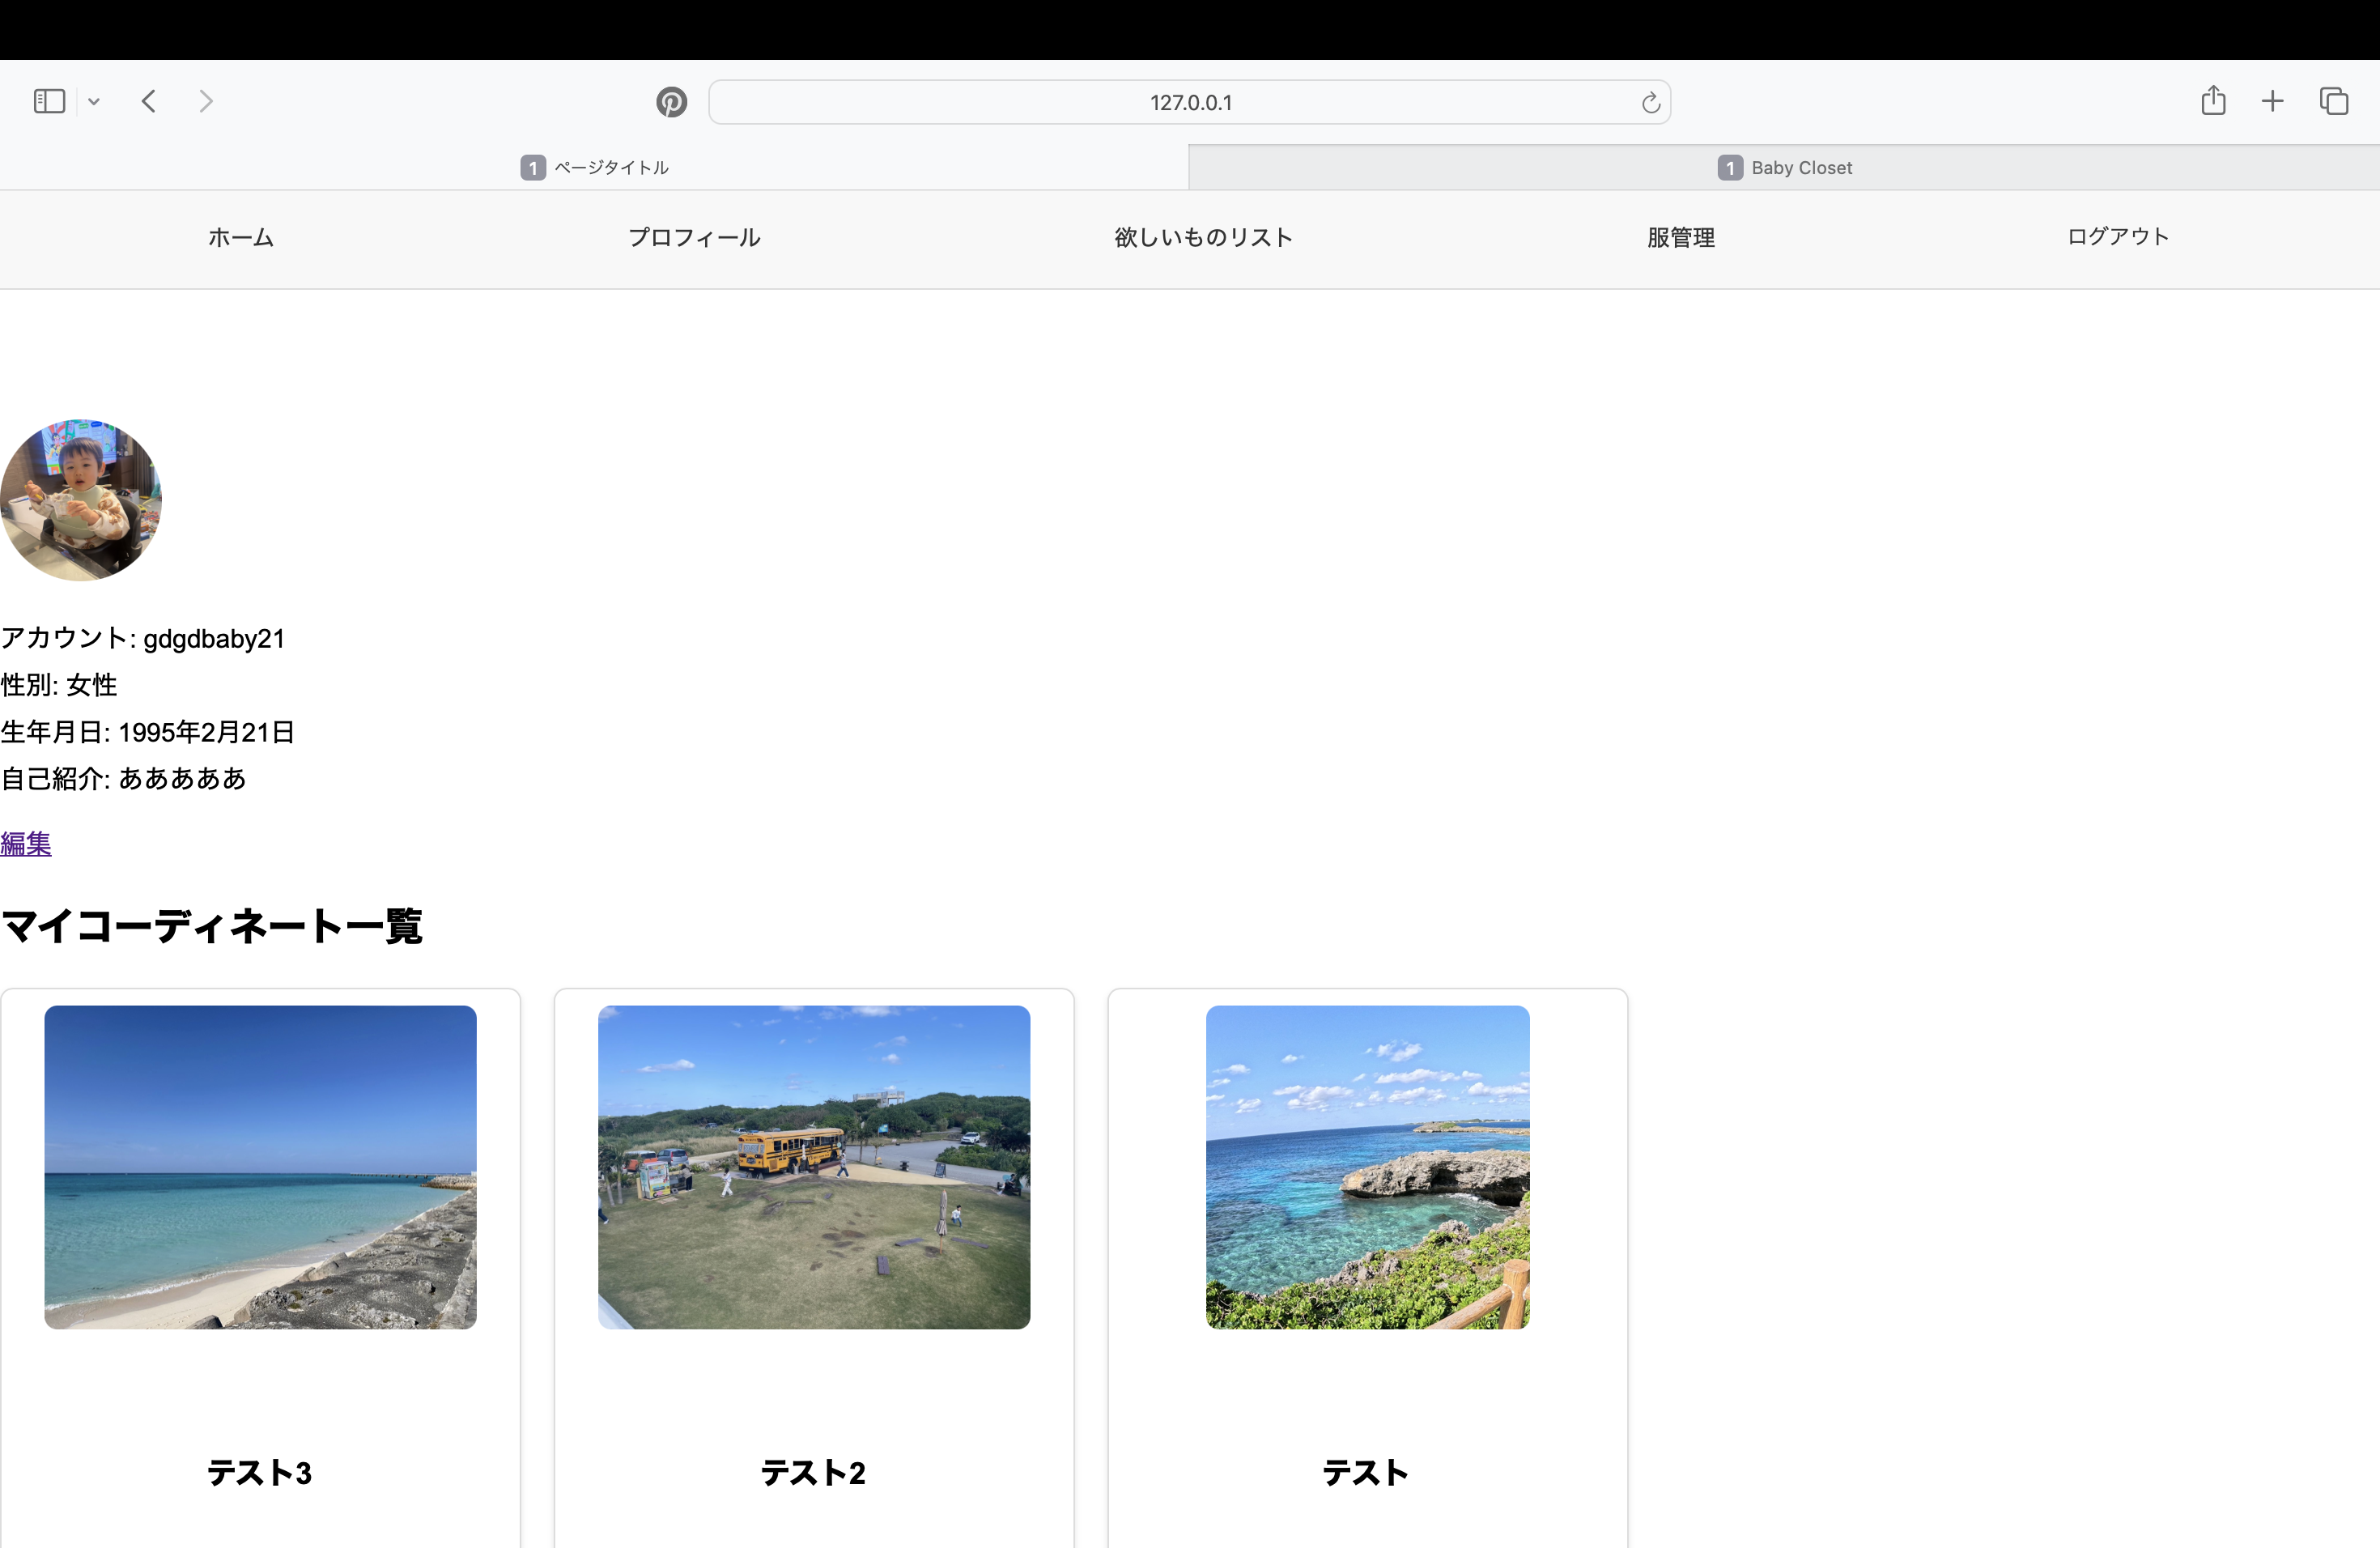 127.0.0.1
1 ページタイトル
1 Baby Closet
ホーム プロフィール 欲しいものリスト 服管理 ログアウト
アカウント: gdgdbaby21
性別: 女性
生年月日: 1995年2月21日
自己紹介: あああああ
編集
マイコーディネート一覧
テスト3 テスト2 テスト